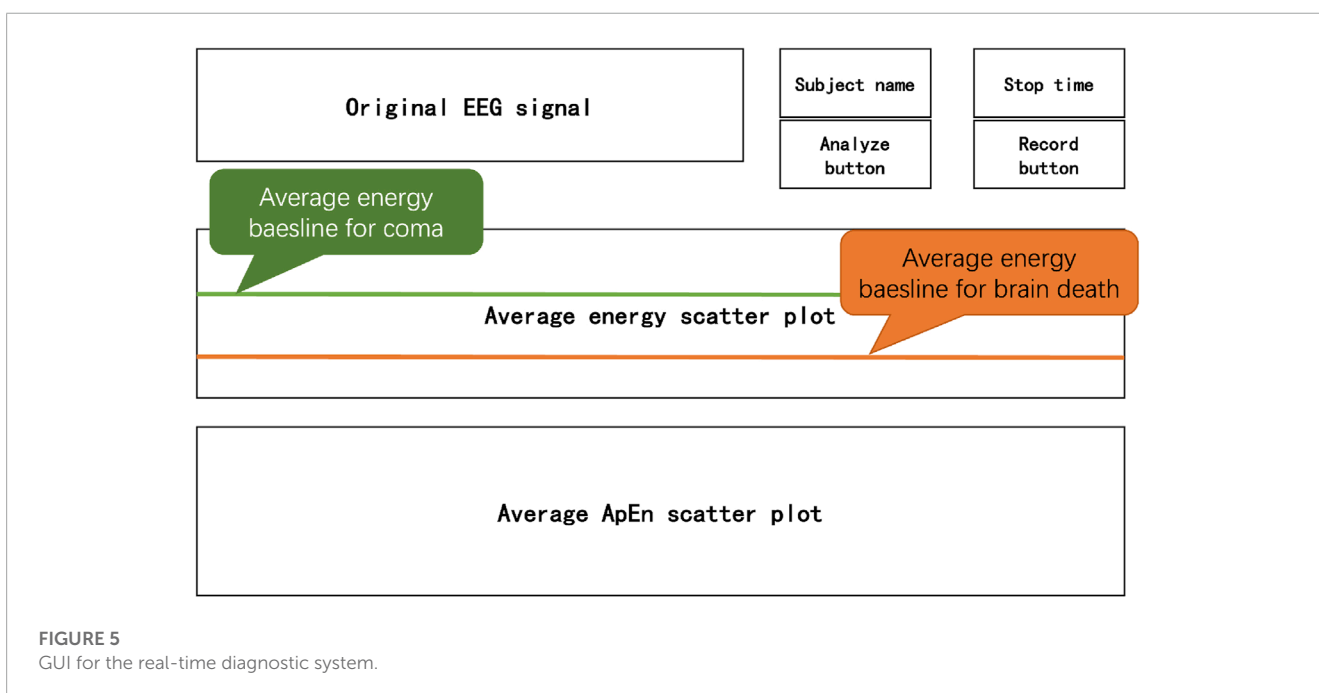 Original EEG signal
Subject name
Stop time
Analyze
button
Record
button
Average energy
baesline for coma
Average energy
baesline for brain death
Average energy scatter plot
Average ApEn scatter plot
FIGURE 5
GUI for the real-time diagnostic system.